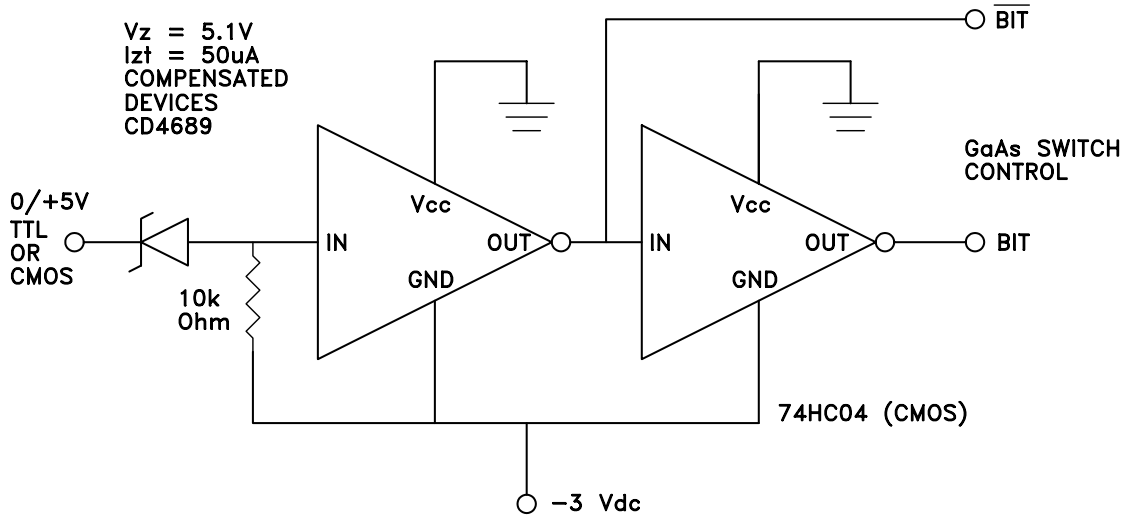 Vz = 5.1V
Izt = 50uA
COMPENSATED
DEVICES
CD4689
BIT
GaAs SWITCH
CONTROL
0/+5V
TTL
OR
CMOS
10k
Ohm
IN
Vcc
OUT
GND
IN
Vcc
OUT
GND
BIT
74HC04 (CMOS)
-3 Vdc